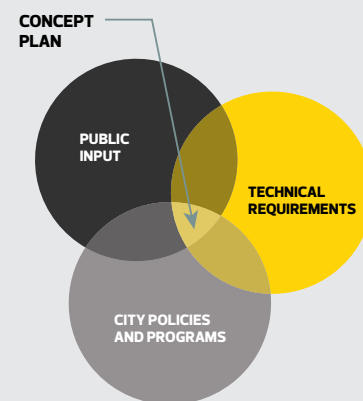 CONCEPT
PLAN
PUBLIC
INPUT
TECHNICAL
REQUIREMENTS
CITY POLICIES
AND PROGRAMS